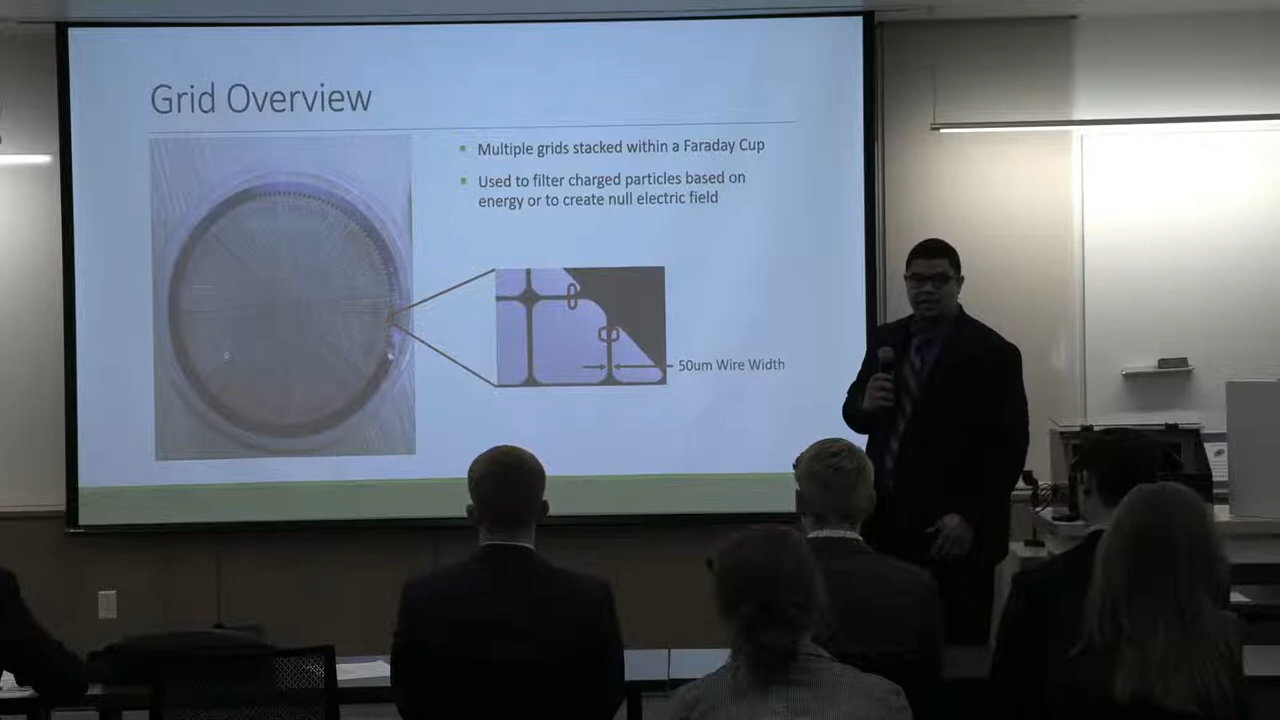 Grid Overview
Multiple grids stacked within a Faraday Cup
Used to filter charged particles based on
energy or to create null electric field
50um Wire Width